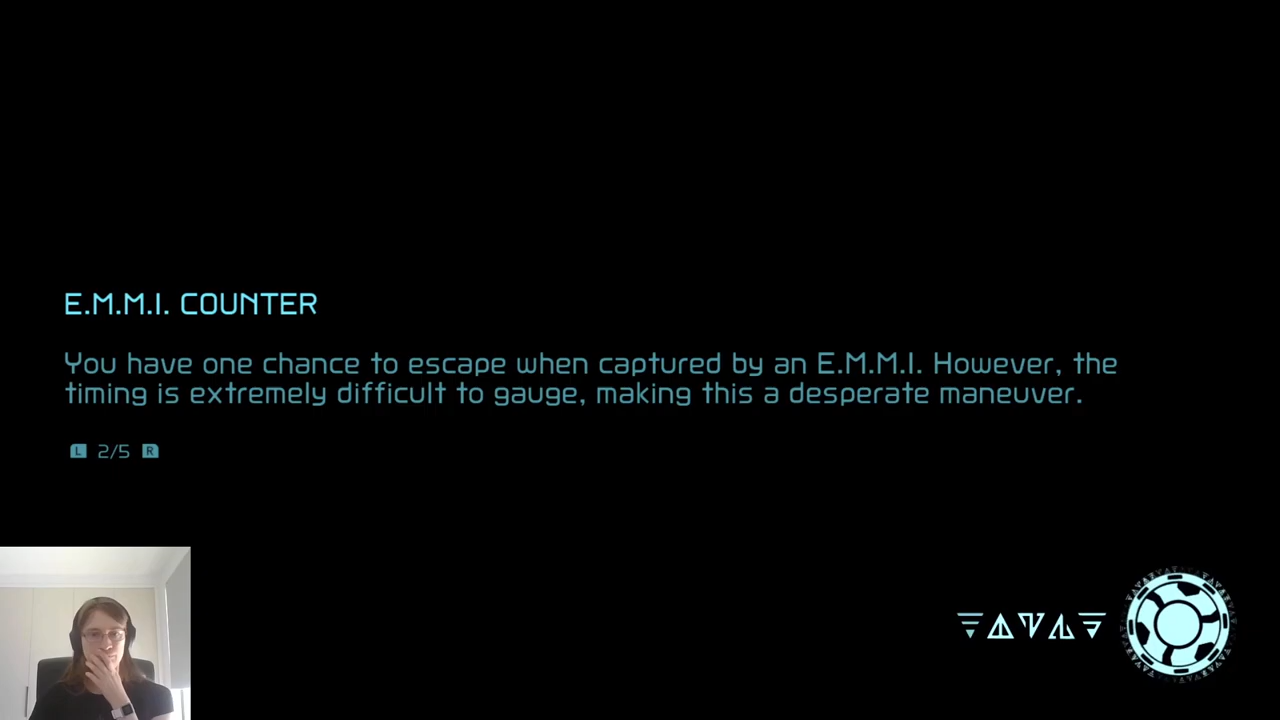 E.M.M.I. COUNTER
You have one chance to escape when captured by an E.M.M.I. However, the
timing is extremely difficult to gauge, making this a desperate maneuver.
L 2/5 R